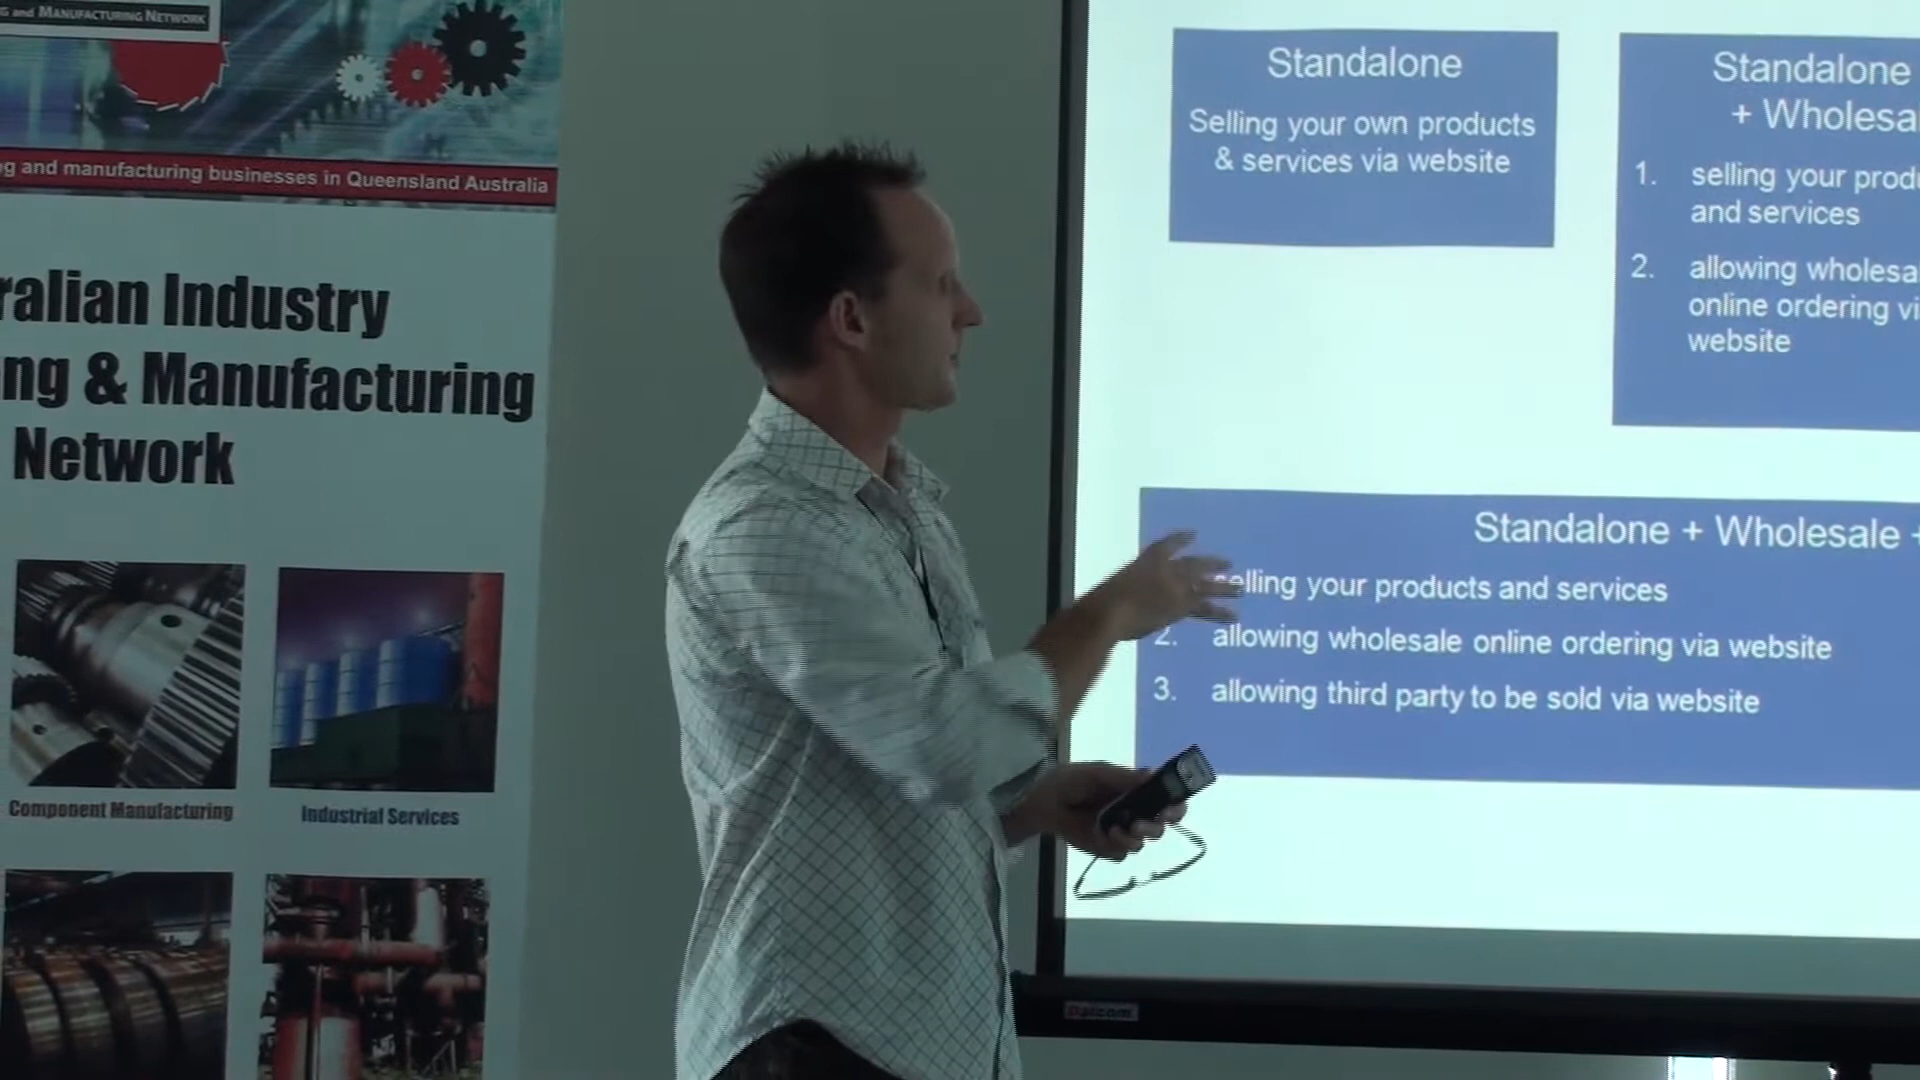 G and MANUFACTURING NETWORK
g and manufacturing businesses in Queensland Australia
ralian Industry
ng & Manufacturing
Network
Component Manufacturing
Industrial Services
Standalone
Selling your own products
& services via website
Standalone
+ Wholesa
1. selling your produ
and services
2. allowing wholesa
online ordering vi
website
Standalone + Wholesale +
selling your products and services
2. allowing wholesale online ordering via website
3. allowing third party to be sold via website